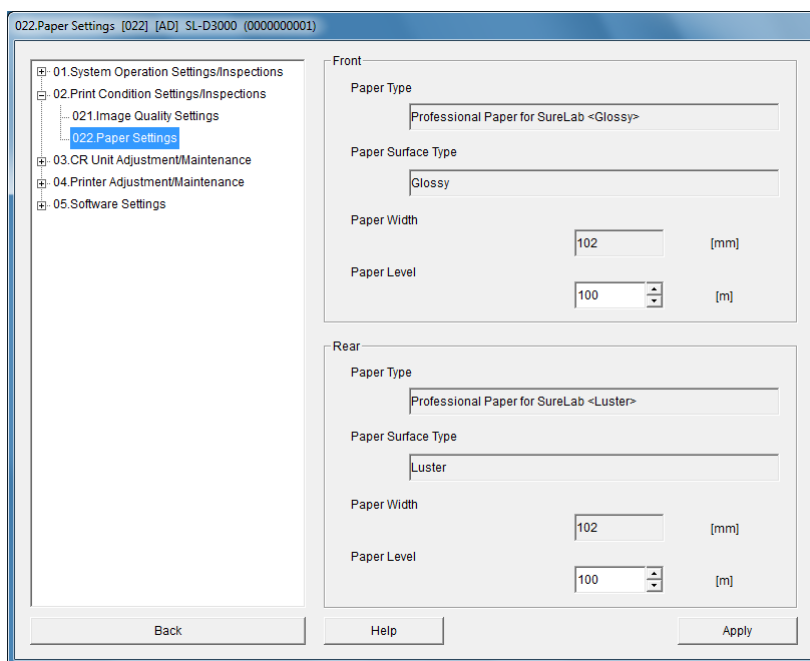 022.Paper Settings [022] [AD] SL-D3000 (0000000001)
01.System Operation Settings/Inspections
02.Print Condition Settings/Inspections
021.Image Quality Settings
022.Paper Settings
03.CR Unit Adjustment/Maintenance
04.Printer Adjustment/Maintenance
05.Software Settings
Front
Paper Type
Professional Paper for SureLab <Glossy>
Paper Surface Type
Glossy
Paper Width
102 [mm]
Paper Level
100 [m]
Rear
Paper Type
Professional Paper for SureLab <Luster>
Paper Surface Type
Luster
Paper Width
102 [mm]
Paper Level
100 [m]
Back Help Apply